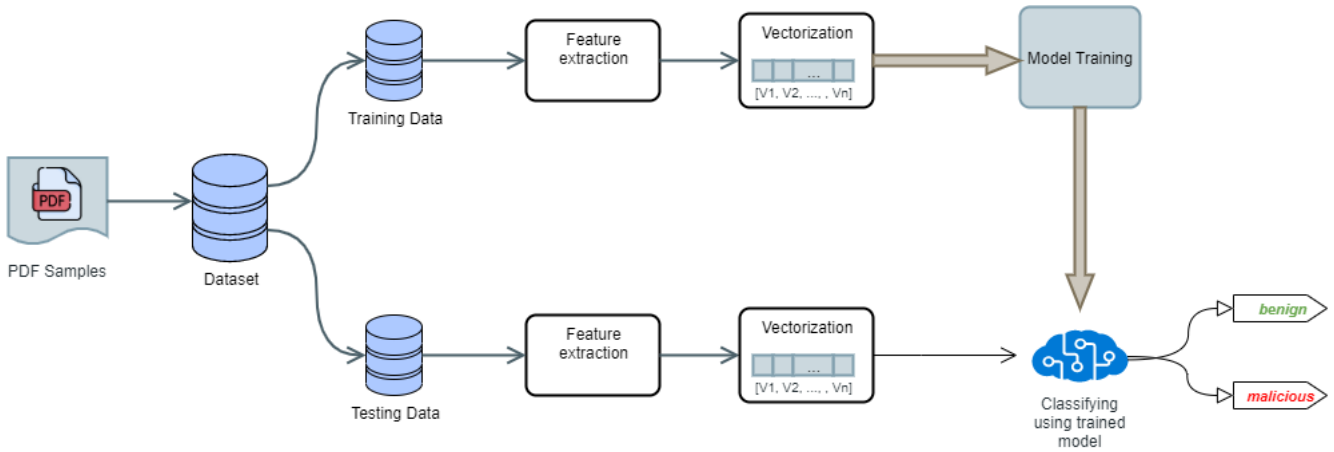 PDF
PDF Samples
Dataset
Training Data
Feature
extraction
Vectorization
...
[V1, V2, ..., , Vn]
Model Training
Testing Data
Feature
extraction
Vectorization
...
[V1, V2, ..., , Vn]
Classifying
using trained
model
benign
malicious